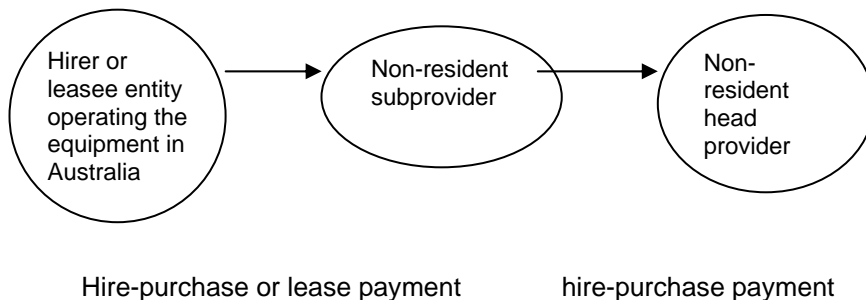 Hirer or
leasee entity
operating the
equipment in
Australia
Non-resident
subprovider
Non-
resident
head
provider
Hire-purchase or lease payment
hire-purchase payment